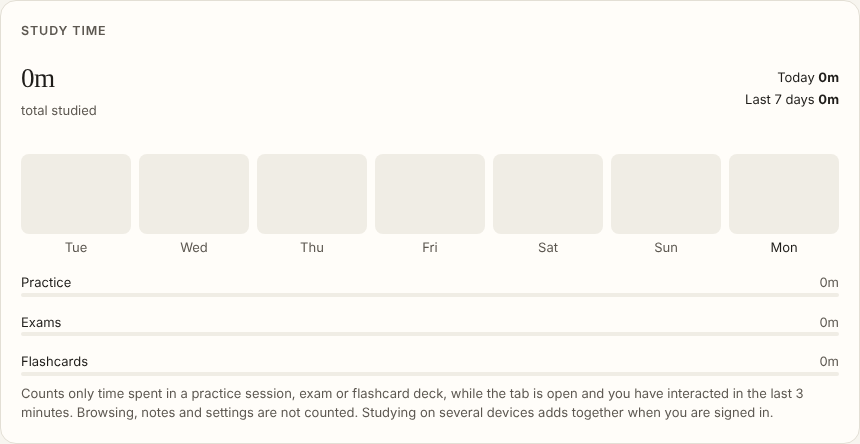 STUDY TIME
0m
total studied
Today 0m
Last 7 days 0m
Tue Wed Thu Fri Sat Sun Mon
Practice 0m
Exams 0m
Flashcards 0m
Counts only time spent in a practice session, exam or flashcard deck, while the tab is open and you have interacted in the last 3
minutes. Browsing, notes and settings are not counted. Studying on several devices adds together when you are signed in.